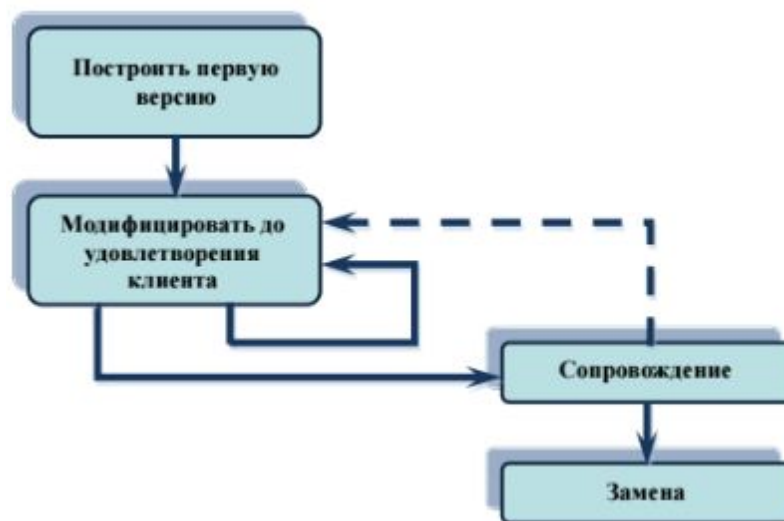 Построить первую
версию
Модифицировать до
удовлетворения
клиента
Сопровождение
Замена